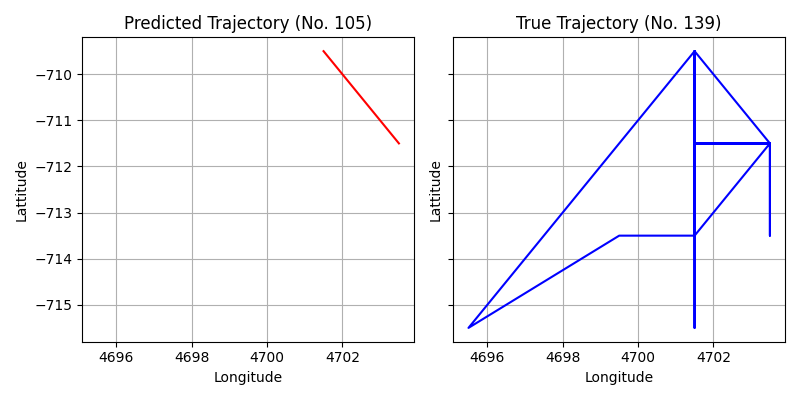 Predicted Trajectory (No. 105)
True Trajectory (No. 139)
−710
−711
−712
−713
−714
−715
Lattitude
Lattitude
4696 4698 4700 4702
4696 4698 4700 4702
Longitude
Longitude